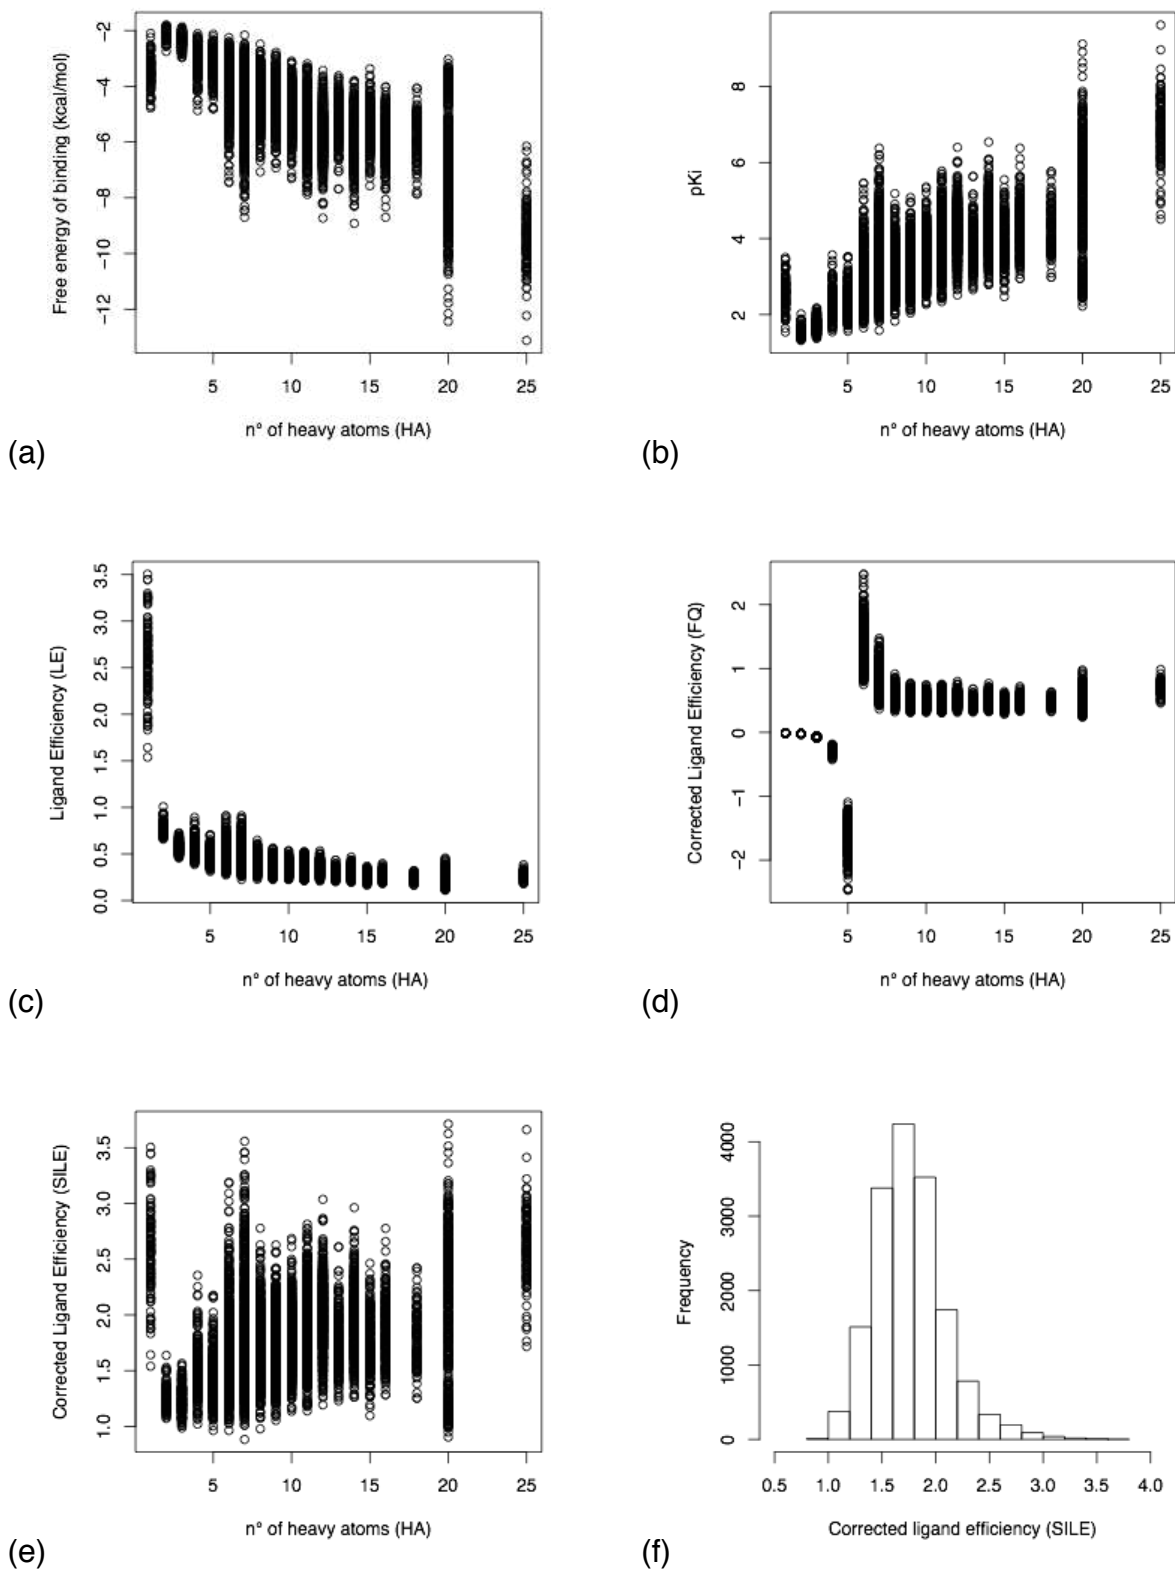 Free energy of binding (kcal/mol)
-2
-4
-6
-8
-10
-12
5 10 15 20 25
n° of heavy atoms (HA)
(a)
pKi
8
6
4
2
5 10 15 20 25
n° of heavy atoms (HA)
(b)
Ligand Efficiency (LE)
3.5
3.0
2.5
2.0
1.5
1.0
0.5
0.0
5 10 15 20 25
n° of heavy atoms (HA)
(c)
Corrected Ligand Efficiency (FQ)
2
1
0
-1
-2
5 10 15 20 25
n° of heavy atoms (HA)
(d)
Corrected Ligand Efficiency (SILE)
3.5
3.0
2.5
2.0
1.5
1.0
5 10 15 20 25
n° of heavy atoms (HA)
(e)
Frequency
4000
3000
2000
1000
0
0.5 1.0 1.5 2.0 2.5 3.0 3.5 4.0
Corrected ligand efficiency (SILE)
(f)